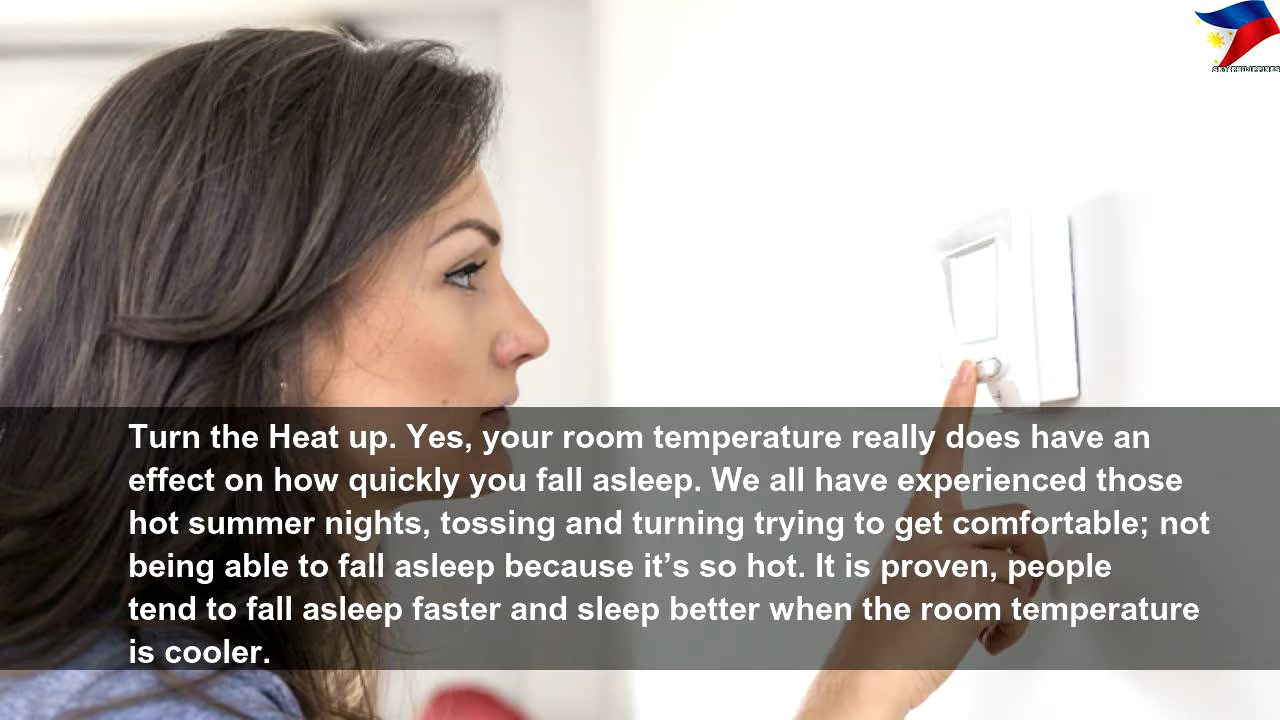 Turn the Heat up. Yes, your room temperature really does have an
effect on how quickly you fall asleep. We all have experienced those
hot summer nights, tossing and turning trying to get comfortable; not
being able to fall asleep because it’s so hot. It is proven, people
tend to fall asleep faster and sleep better when the room temperature
is cooler.